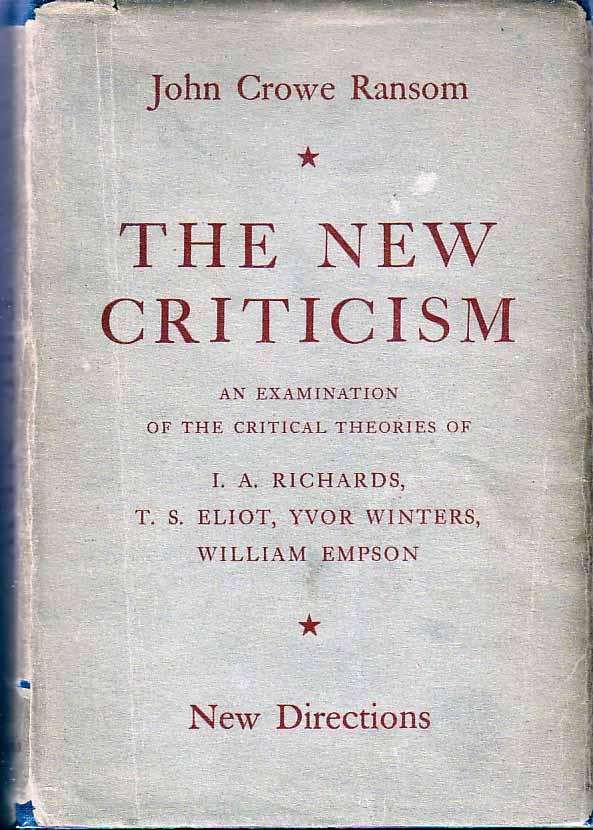 John Crowe Ransom
THE NEW
CRITICISM
AN EXAMINATION
OF THE CRITICAL THEORIES OF
I. A. RICHARDS,
T. S. ELIOT, YVOR WINTERS,
WILLIAM EMPSON
New Directions